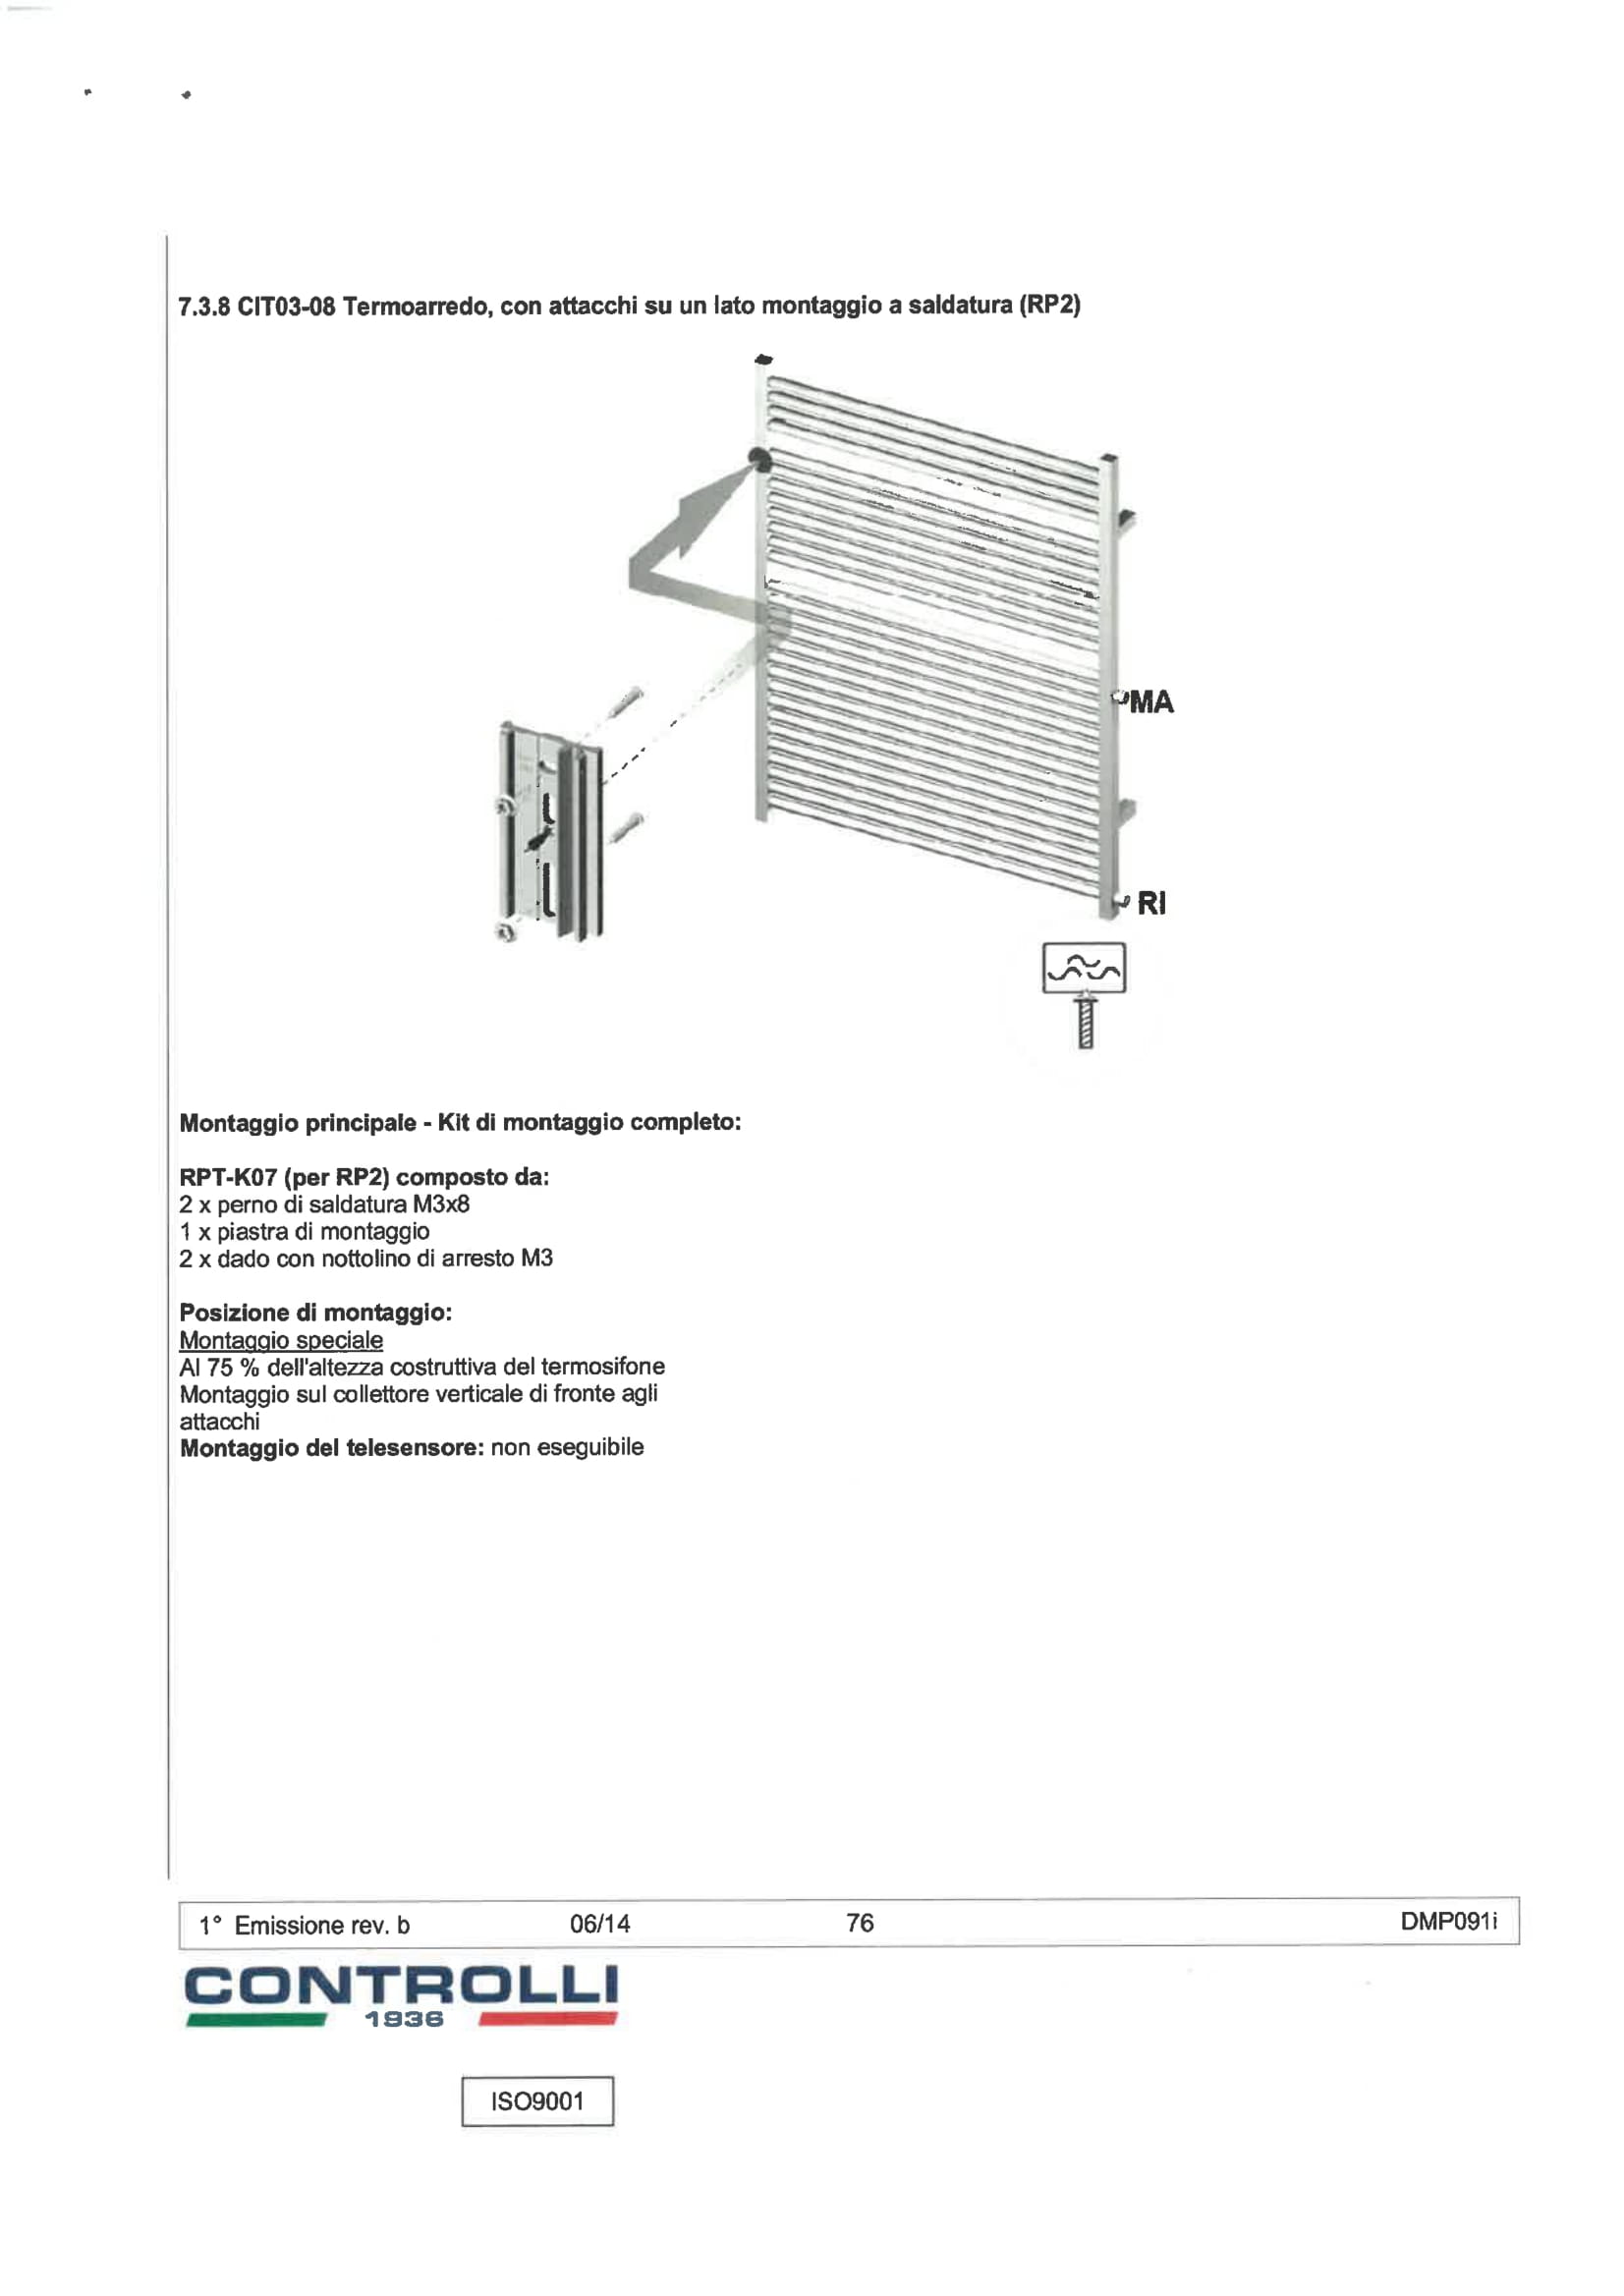 7.3.8 CIT03-08 Termoarredo, con attacchi su un lato montaggio a saldatura (RP2)
MA
RI
Montaggio principale - Kit di montaggio completo:
RPT-K07 (per RP2) composto da:
2 x perno di saldatura M3x8
1 x piastra di montaggio
2 x dado con nottolino di arresto M3
Posizione di montaggio:
Montaggio speciale
Al 75 % dell'altezza costruttiva del termosifone
Montaggio sul collettore verticale di fronte agli
attacchi
Montaggio del telesensore: non eseguibile
1° Emissione rev. b 06/14 76 DMP091i
CONTROLLI
1936
ISO9001